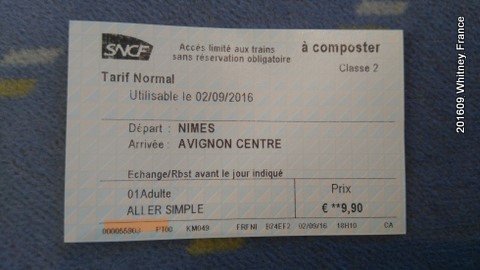 SNCF
Accès limité aux trains
sans réservation obligatoire
à composter
Classe 2
Tarif Normal
Utilisable le 02/09/2016
Départ : NIMES
Arrivée : AVIGNON CENTRE
Echange/Rbst avant le jour indiqué
01Adulte
ALLER SIMPLE
Prix
€ **9,90
PT00 KM049 FRFNI 02/09/16 18H10 CA
201609 Whitney France